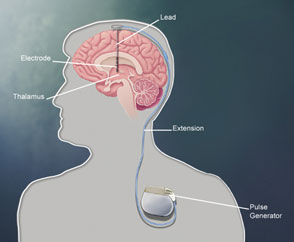 Lead
Electrode
Thalamus
Extension
Pulse
Generator